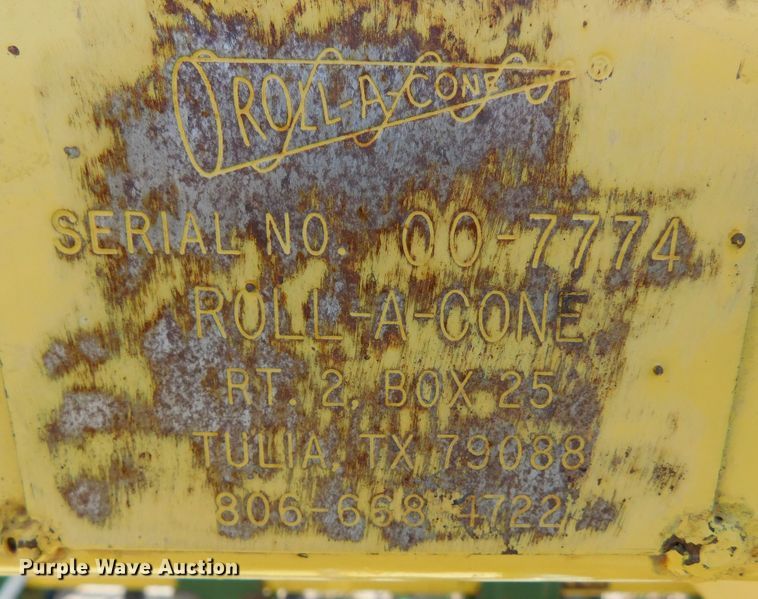 ROLL-A-CONE ®
SERIAL NO. 00-7774
ROLL-A-CONE
RT. 2, BOX 25
TULIA, TX 79088
806-668-4722
Purple Wave Auction